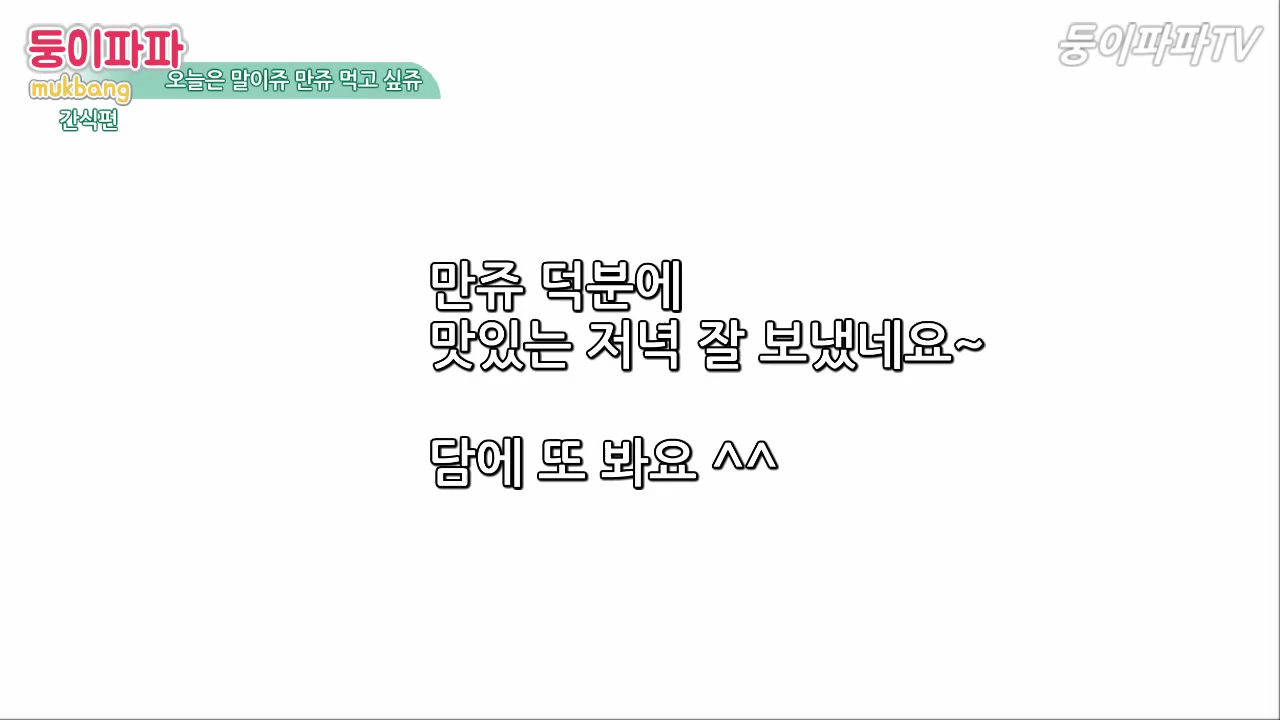 둥이파파
mukbang
간식편
오늘은 말이쥬 만쥬 먹고 싶쥬
둥이파파TV
만쥬 덕분에
맛있는 저녁 잘 보냈네요~
담에 또 봐요 ^^